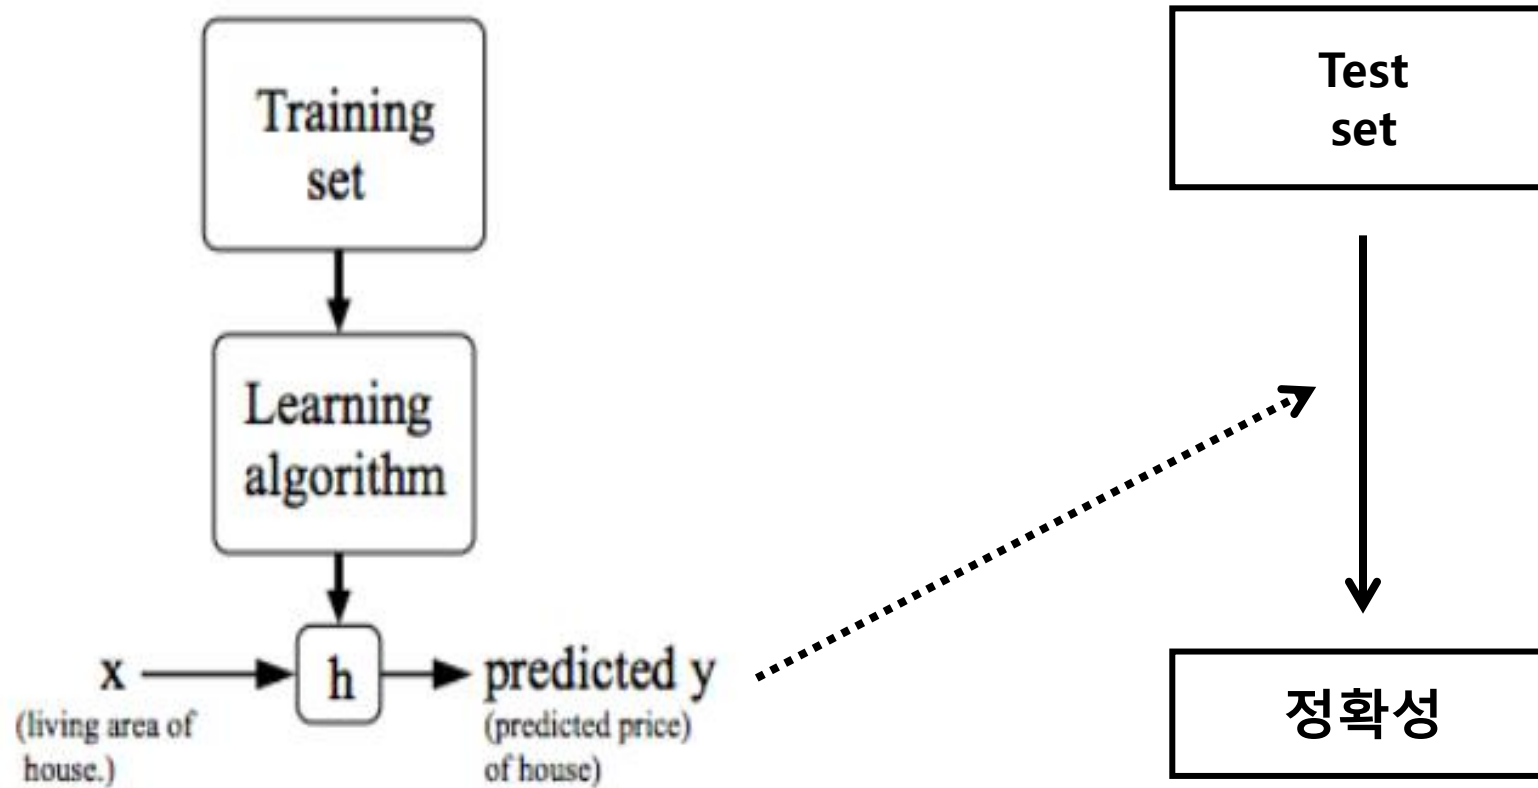 Training
set
Learning
algorithm
x
(living area of
house.)
h
predicted y
(predicted price)
of house)
Test
set
정확성